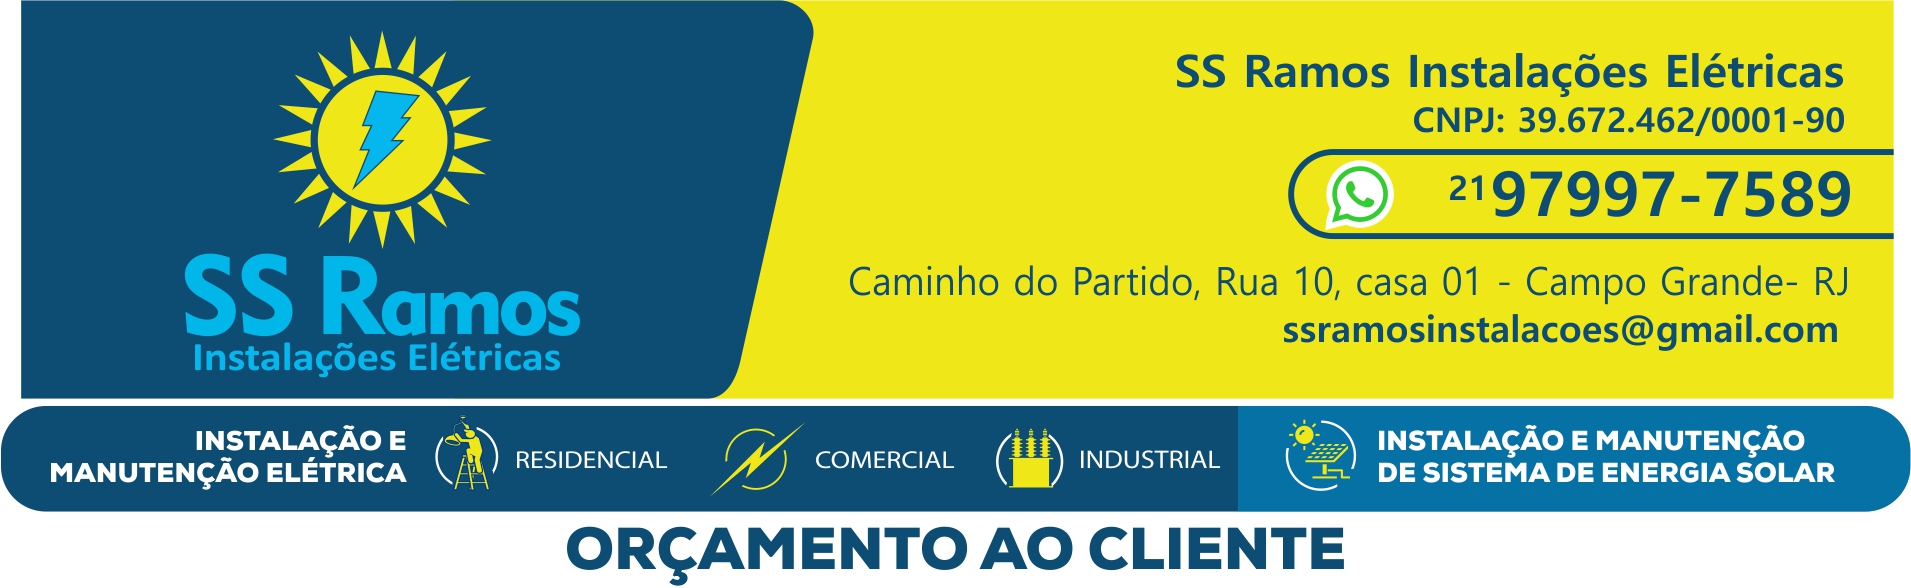 SS Ramos
Instalações Elétricas
SS Ramos Instalações Elétricas
CNPJ: 39.672.462/0001-90
21 97997-7589
Caminho do Partido, Rua 10, casa 01 - Campo Grande- RJ
ssramosinstalacoes@gmail.com
INSTALAÇÃO E
MANUTENÇÃO ELÉTRICA
RESIDENCIAL
COMERCIAL
INDUSTRIAL
INSTALAÇÃO E MANUTENÇÃO
DE SISTEMA DE ENERGIA SOLAR
ORÇAMENTO AO CLIENTE